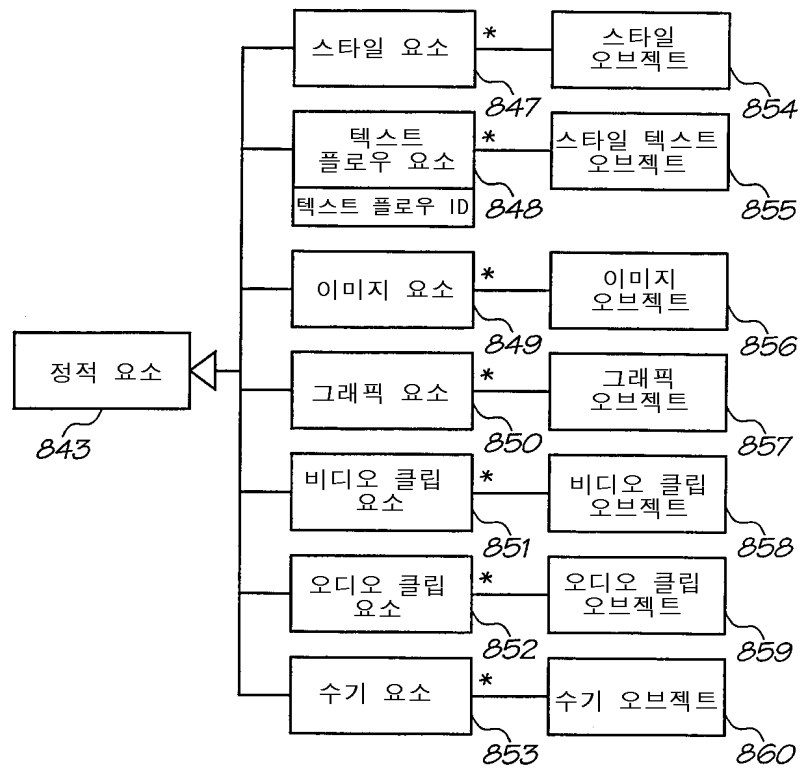 스타일 요소
*
스타일
오브젝트
847
854
텍스트
플로우 요소
*
스타일 텍스트
오브젝트
텍스트 플로우 ID
848
855
이미지 요소
*
이미지
오브젝트
849
856
정적 요소
843
그래픽 요소
*
그래픽
오브젝트
850
857
비디오 클립
요소
*
비디오 클립
오브젝트
851
858
오디오 클립
요소
*
오디오 클립
오브젝트
852
859
수기 요소
*
수기 오브젝트
853
860